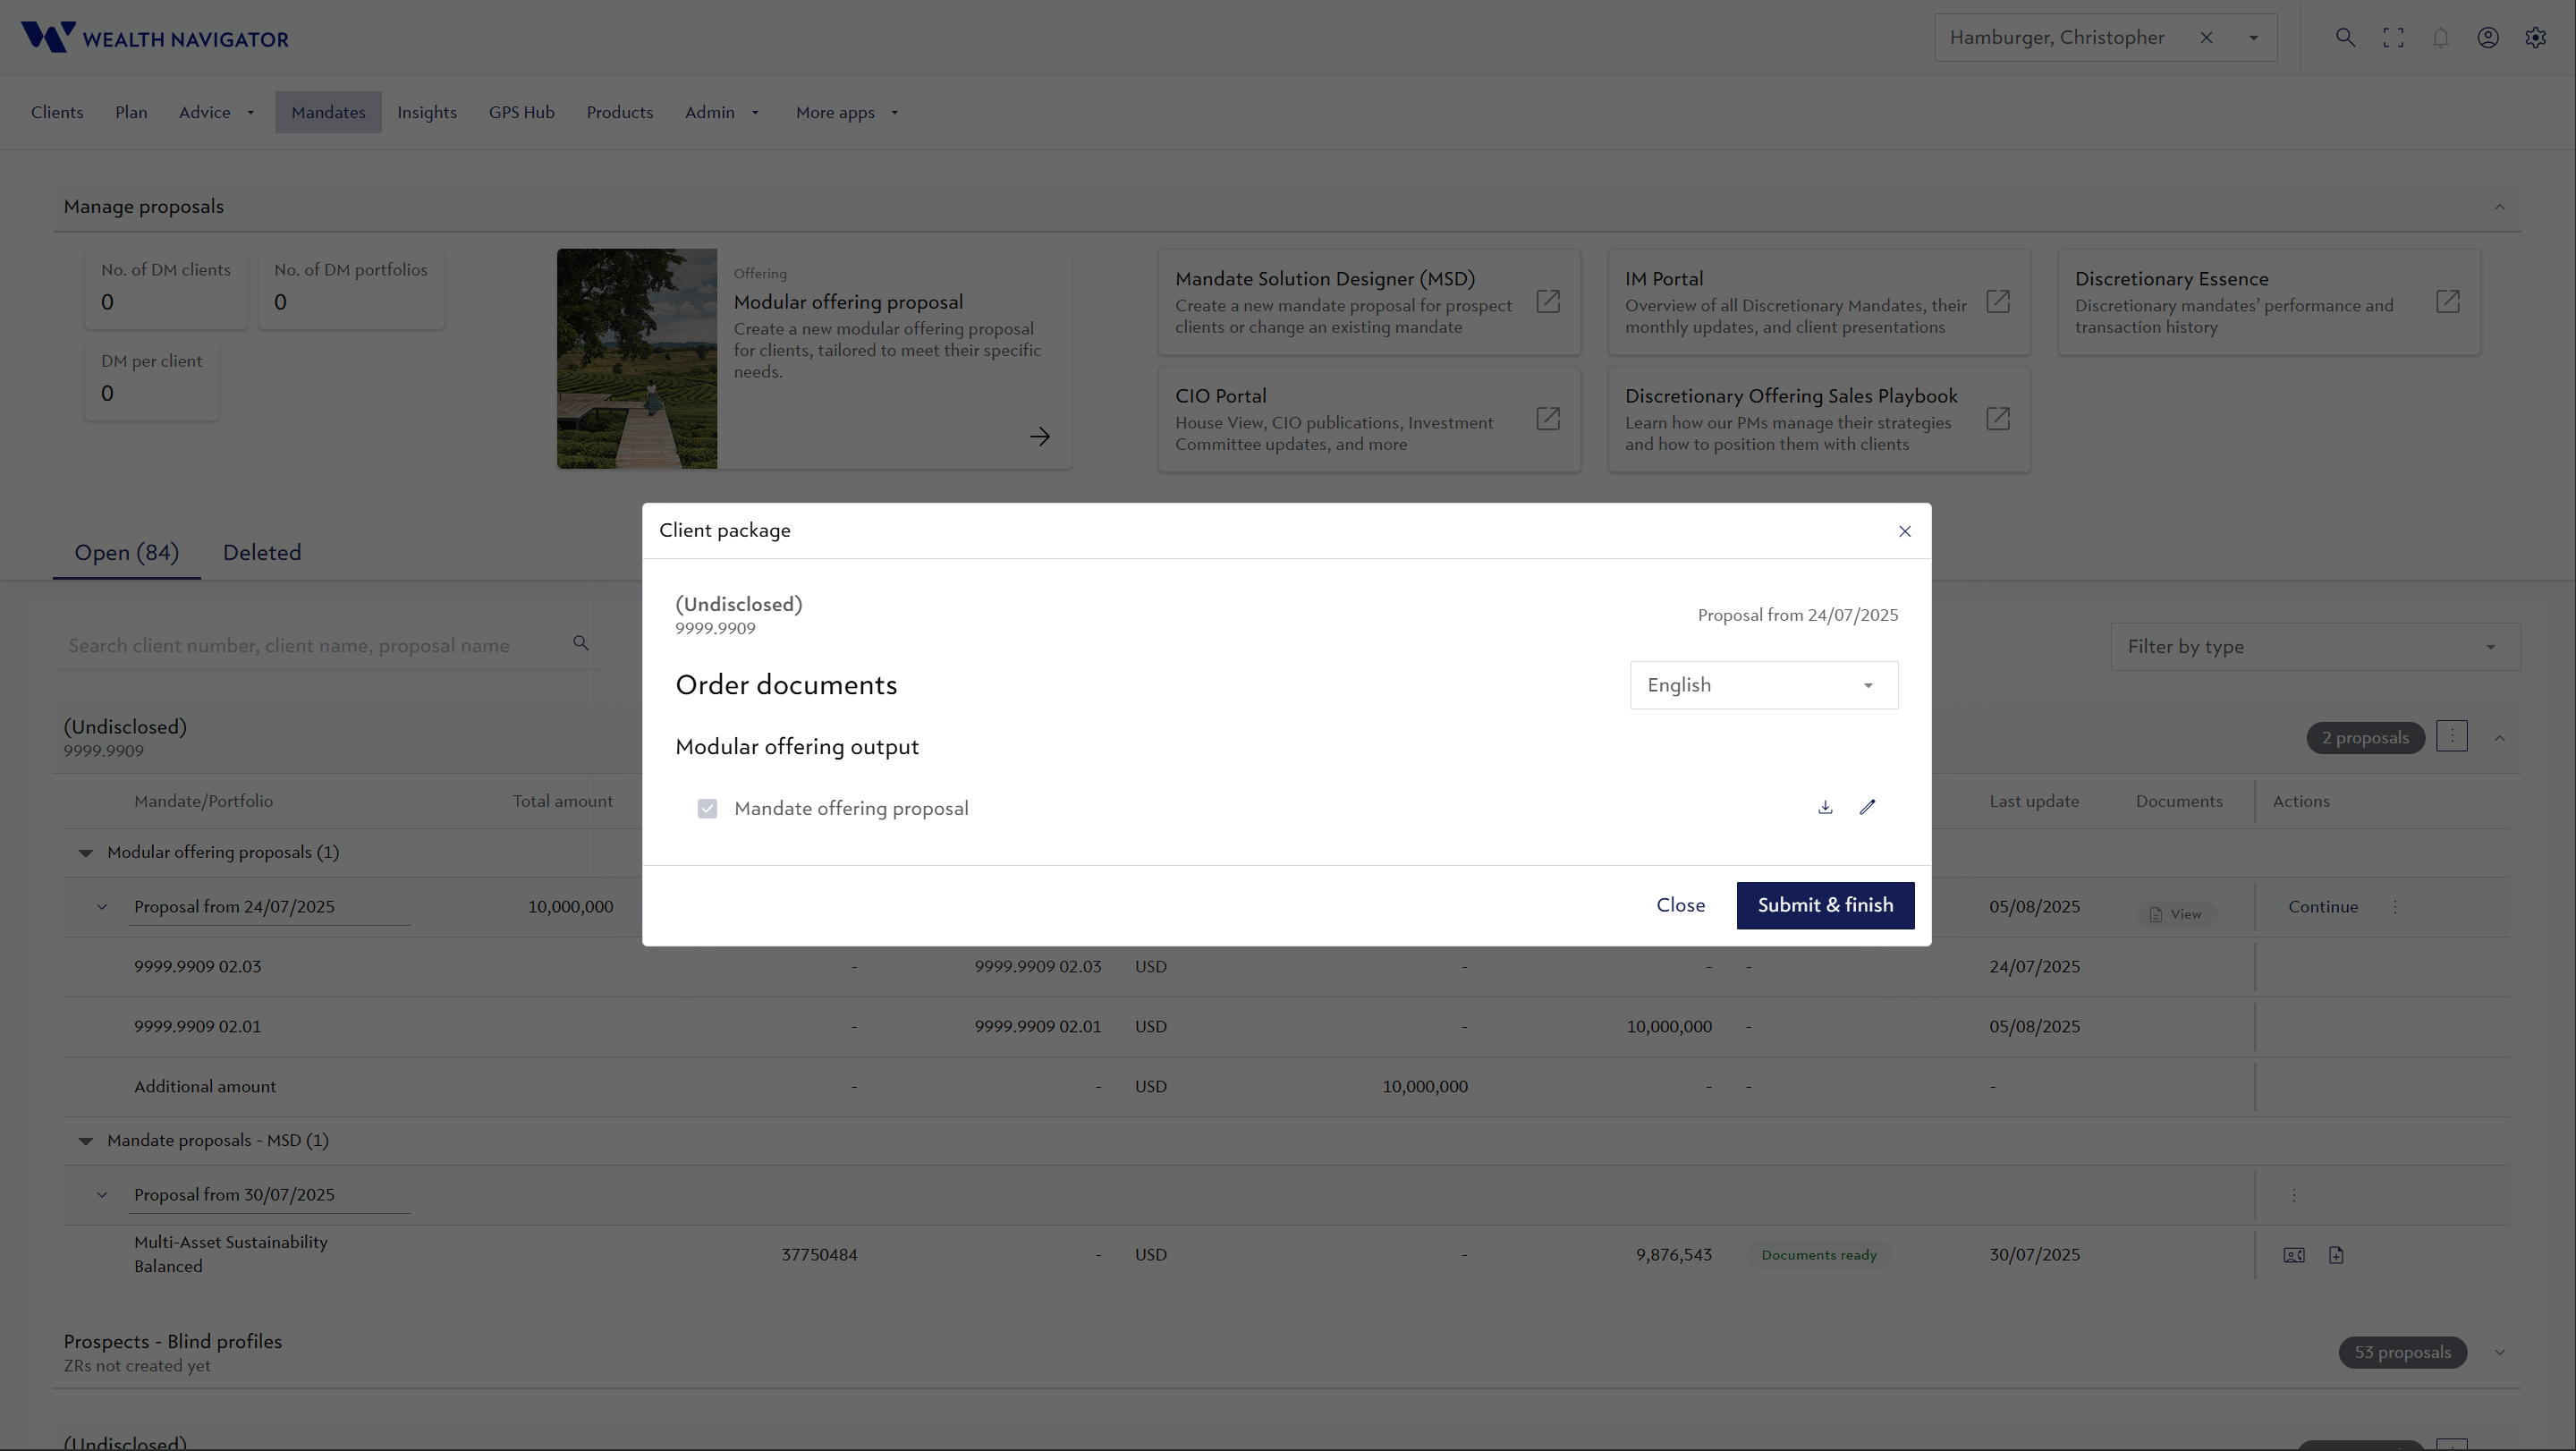 WEALTH NAVIGATOR
Hamburger, Christopher
Clients
Plan
Advice
Mandates
Insights
GPS Hub
Products
Admin
More apps
Manage proposals
No. of DM clients
0
No. of DM portfolios
0
DM per client
0
Offering
Modular offering proposal
Create a new modular offering proposal
for clients, tailored to meet their specific
needs.
Mandate Solution Designer (MSD)
Create a new mandate proposal for prospect
clients or change an existing mandate
IM Portal
Overview of all Discretionary Mandates, their
monthly updates, and client presentations
Discretionary Essence
Discretionary mandates’ performance and
transaction history
CIO Portal
House View, CIO publications, Investment
Committee updates, and more
Discretionary Offering Sales Playbook
Learn how our PMs manage their strategies
and how to position them with clients
Open (84)
Deleted
Search client number, client name, proposal name
Filter by type
Client package
(Undisclosed)
9999.9909
Proposal from 24/07/2025
Order documents
English
Modular offering output
Mandate offering proposal
Close
Submit & finish
(Undisclosed)
9999.9909
2 proposals
Mandate/Portfolio
Total amount
Last update
Documents
Actions
Modular offering proposals (1)
Proposal from 24/07/2025
10,000,000
05/08/2025
View
Continue
9999.9909 02.03
-
9999.9909 02.03
USD
-
-
-
24/07/2025
9999.9909 02.01
-
9999.9909 02.01
USD
-
10,000,000
-
05/08/2025
Additional amount
-
-
USD
10,000,000
-
-
-
Mandate proposals - MSD (1)
Proposal from 30/07/2025
Multi-Asset Sustainability
Balanced
37750484
-
USD
-
9,876,543
Documents ready
30/07/2025
Prospects - Blind profiles
ZRs not created yet
53 proposals
(Undisclosed)